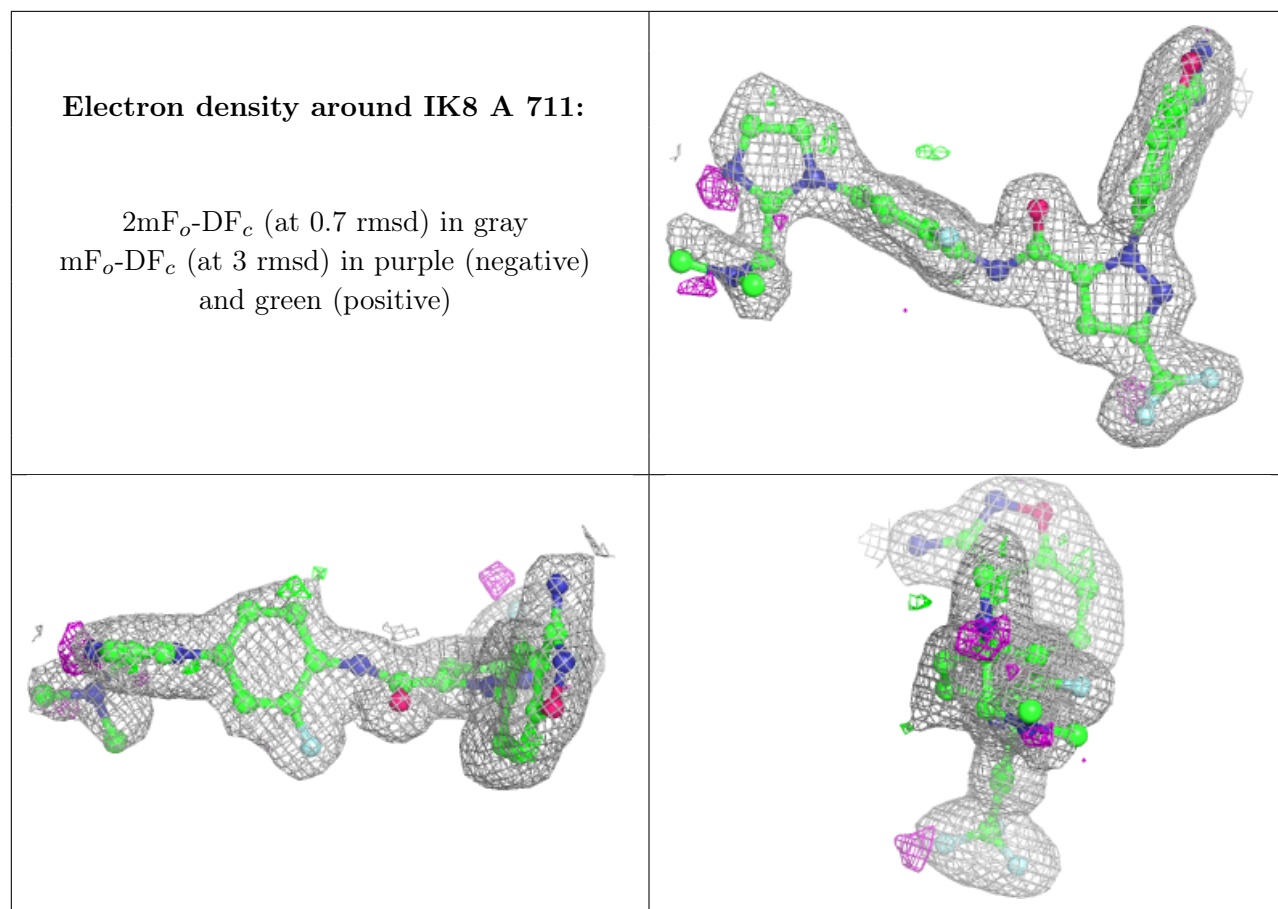 Electron density around IK8 A 711:
2mFo-DFc (at 0.7 rmsd) in gray
mFo-DFc (at 3 rmsd) in purple (negative)
and green (positive)